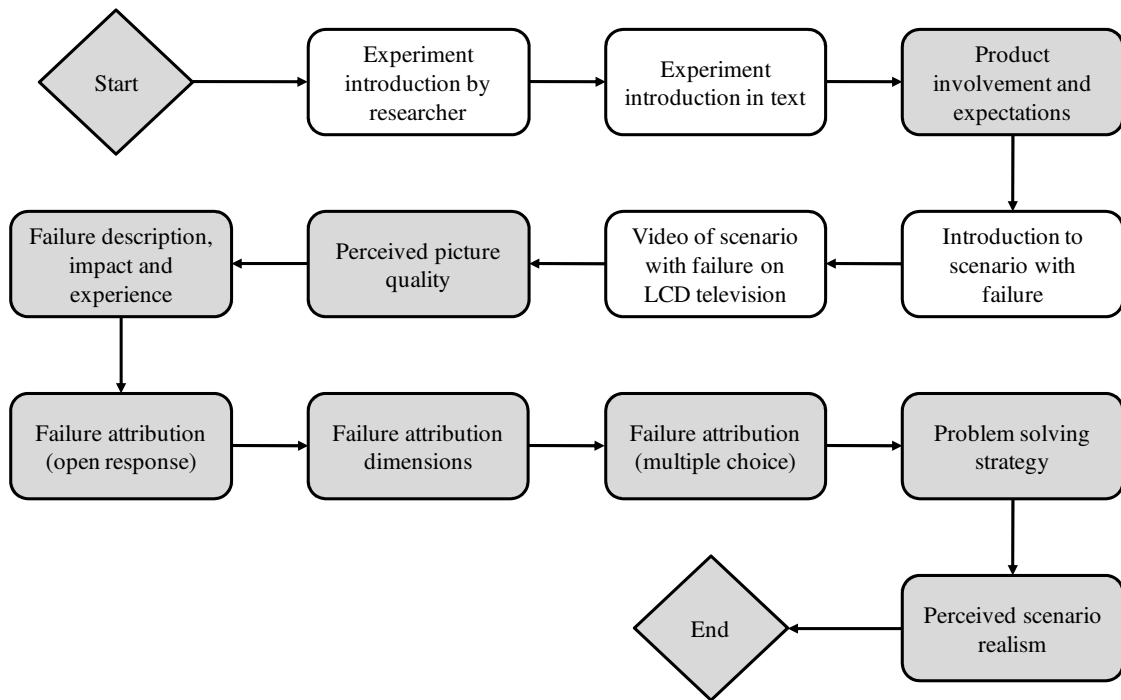 Start
Experiment
introduction by
researcher
Experiment
introduction in text
Product
involvement and
expectations
Introduction to
scenario with
failure
Video of scenario
with failure on
LCD television
Perceived picture
quality
Failure description,
impact and
experience
Failure attribution
(open response)
Failure attribution
dimensions
Failure attribution
(multiple choice)
Problem solving
strategy
Perceived scenario
realism
End